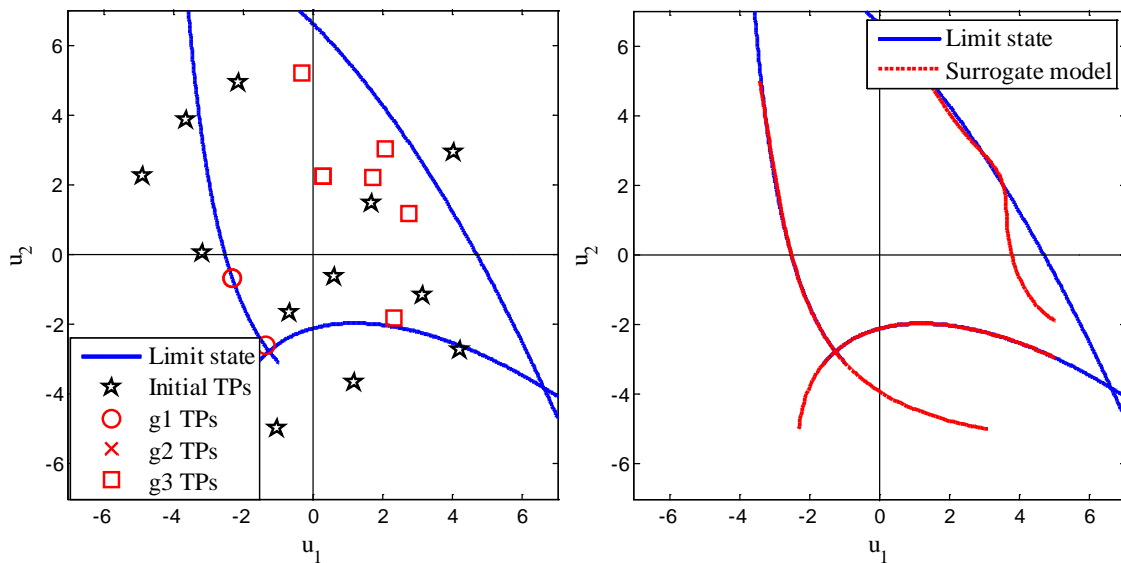 6
4
2
0
-2
-4
-6
u2
Limit state
Initial TPs
g1 TPs
g2 TPs
g3 TPs
-6 -4 -2 0 2 4 6
u1
Limit state
Surrogate model
6
4
2
0
-2
-4
-6
u2
-6 -4 -2 0 2 4 6
u1